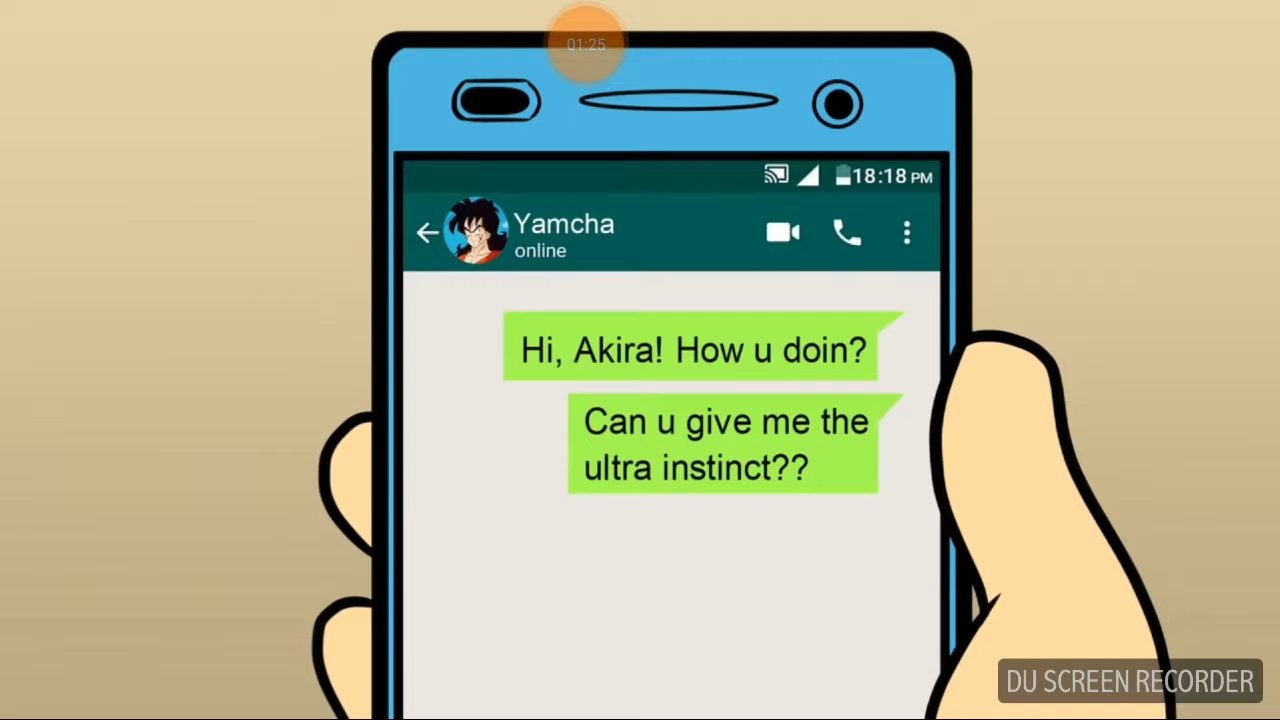 01:25
18:18 PM
Yamcha
online
Hi, Akira! How u doin?
Can u give me the
ultra instinct??
DU SCREEN RECORDER